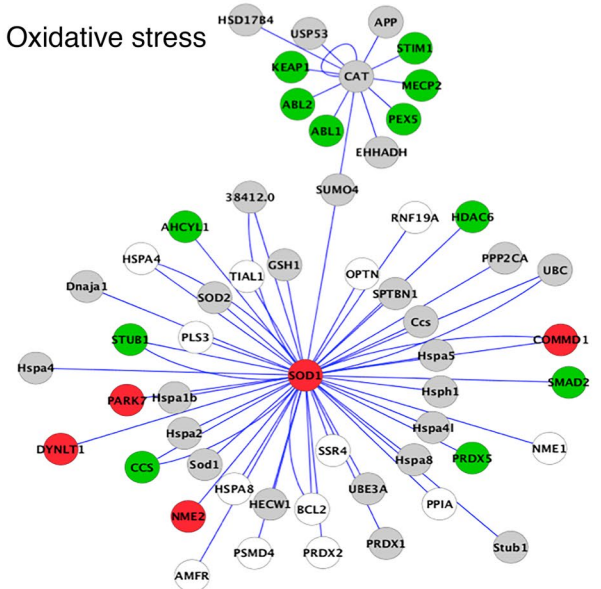 Oxidative stress
HSD17B4
USP53
APP
STIM1
KEAP1
CAT
MECP2
ABL2
PEX5
ABL1
EHHADH
SUMO4
38412.0
RNF19A
HDAC6
AHCYL1
HSPA4
GSH1
PPP2CA
UBC
TIAL1
OPTN
Dnaja1
SOD2
SPTBN1
Ccs
STUB1
PLS3
COMMD1
Hspa5
Hspa4
SOD1
SMAD2
PARK7
Hspa1b
Hsph1
Hspa2
Hspa4l
DYNLT1
SSR4
NME1
CCS
Sod1
Hspa8
PRDX5
HSPA8
UBE3A
HECW1
BCL2
PPIA
NME2
PSMD4
PRDX2
PRDX1
Stub1
AMFR